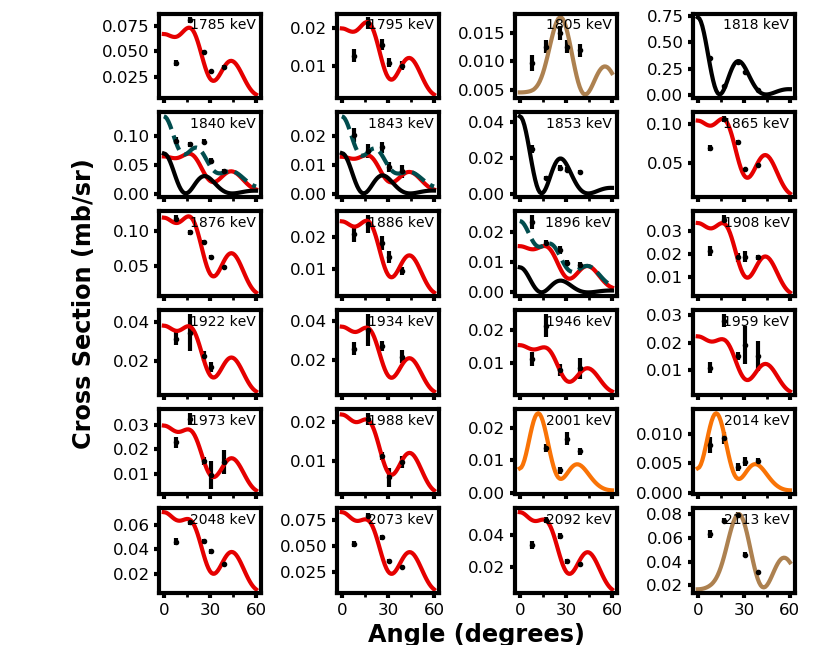 1785 keV 1795 keV 1805 keV 1818 keV
0.075 0.050 0.025
0.02 0.01
0.015 0.010 0.005
0.75 0.50 0.25 0.00
1840 keV 1843 keV 1853 keV 1865 keV
0.10 0.05 0.00
0.02 0.01 0.00
0.04 0.02 0.00
0.10 0.05
1876 keV 1886 keV 1896 keV 1908 keV
0.10 0.05
0.02 0.01
0.02 0.01 0.00
0.03 0.02 0.01
1922 keV 1934 keV 1946 keV 1959 keV
0.04 0.02
0.04 0.02
0.02 0.01
0.03 0.02 0.01
1973 keV 1988 keV 2001 keV 2014 keV
0.03 0.02 0.01
0.02 0.01
0.02 0.01 0.00
0.010 0.005 0.000
2048 keV 2073 keV 2092 keV 2113 keV
0.06 0.04 0.02
0.075 0.050 0.025
0.04 0.02
0.08 0.06 0.04 0.02
0 30 60 0 30 60 0 30 60 0 30 60
Cross Section (mb/sr)
Angle (degrees)